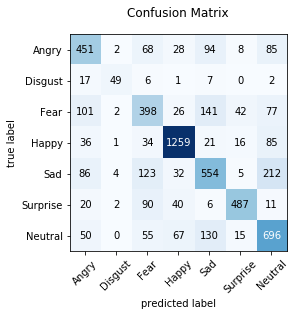 Confusion Matrix
Angry 451 2 68 28 94 8 85
Disgust 17 49 6 1 7 0 2
Fear 101 2 398 26 141 42 77
true label
Happy 36 1 34 1259 21 16 85
Sad 86 4 123 32 554 5 212
Surprise 20 2 90 40 6 487 11
Neutral 50 0 55 67 130 15 696
Angry Disgust Fear Happy Sad Surprise Neutral
predicted label